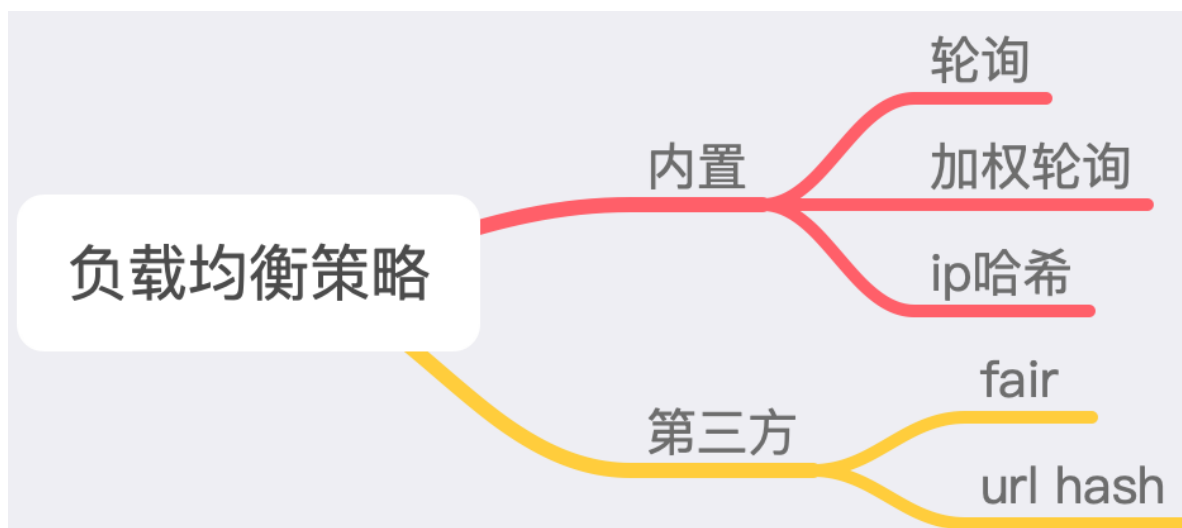 负载均衡策略
内置
轮询
加权轮询
ip哈希
第三方
fair
url hash